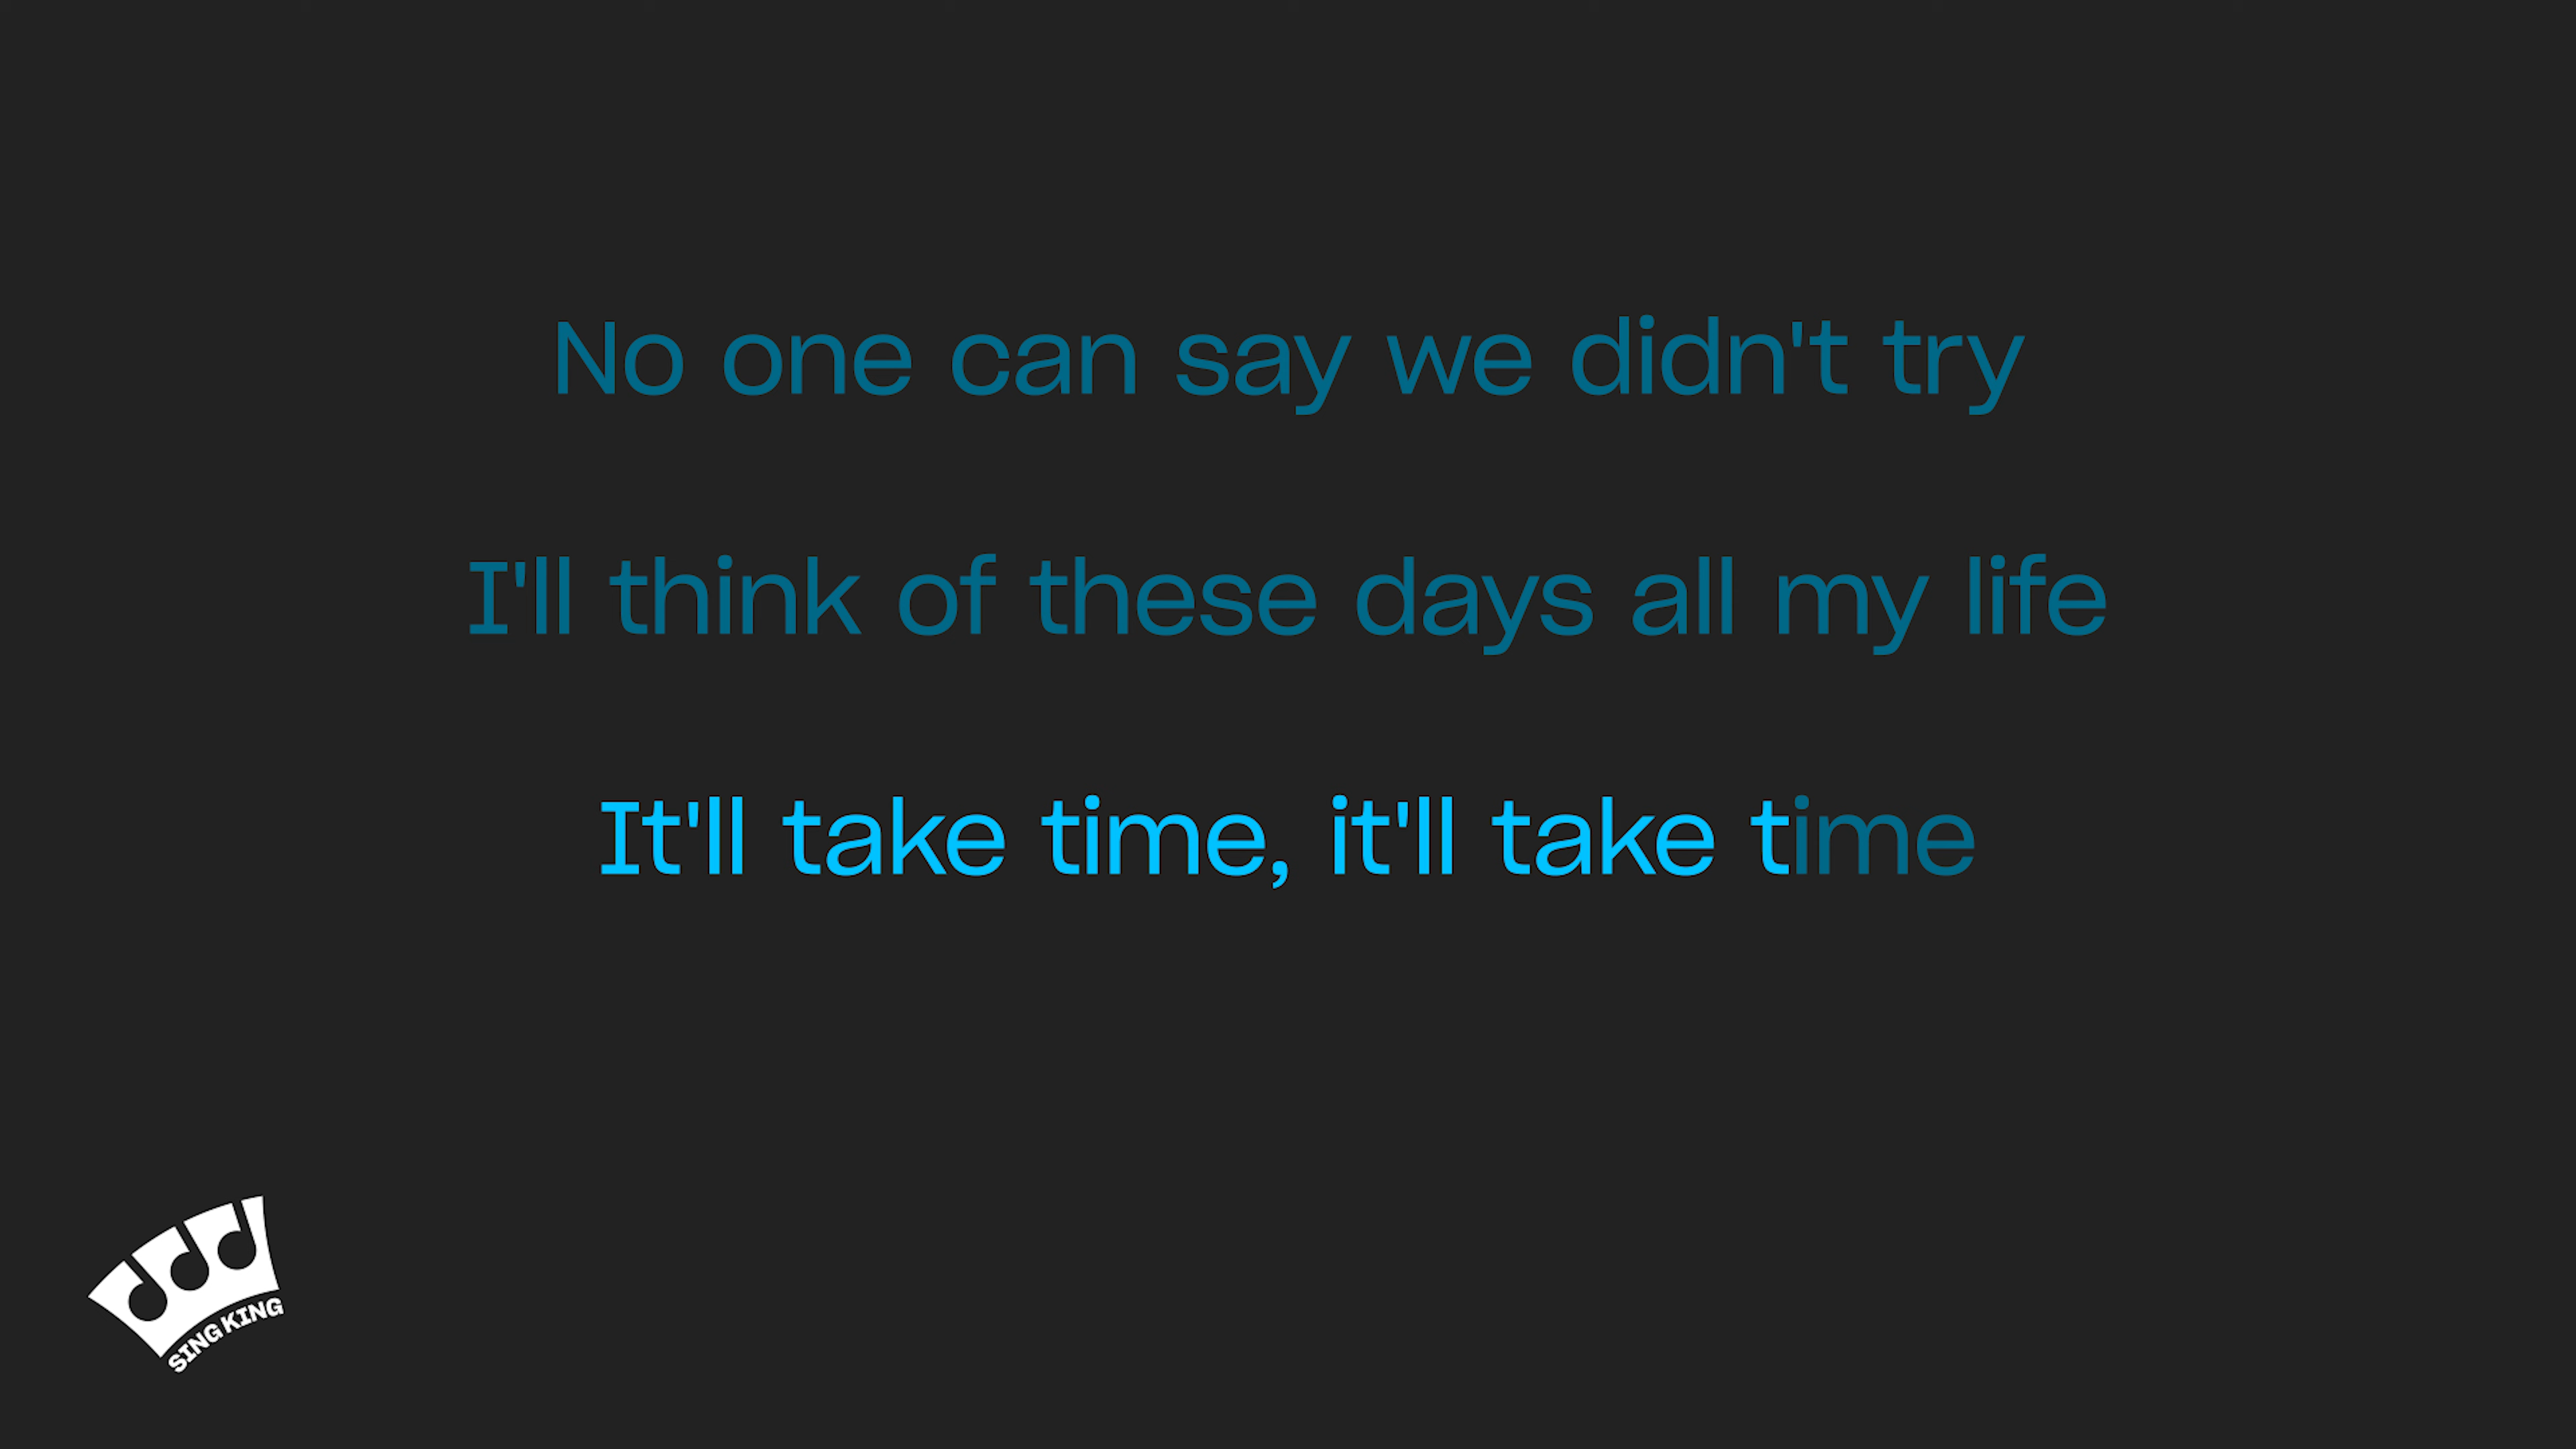 No one can say we didn't try
I'll think of these days all my life
It'll take time, it'll take time
SING KING